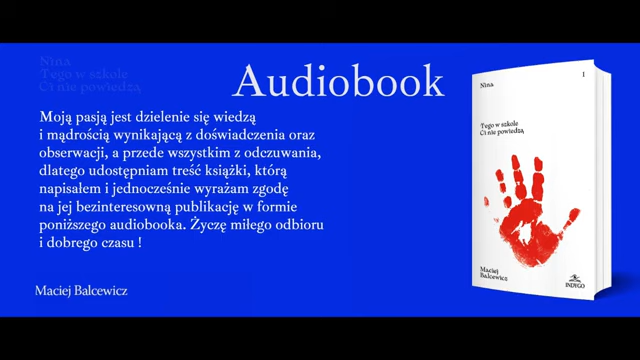 Nina
Tego w szkole
Ci nie powiedzą
Audiobook
Moją pasją jest dzielenie się wiedzą
i mądrością wynikającą z doświadczenia oraz
obserwacji, a przede wszystkim z odczuwania,
dlatego udostępniam treść książki, którą
napisałem i jednocześnie wyrażam zgodę
na jej bezinteresowną publikację w formie
poniższego audiobooka. Życzę miłego odbioru
i dobrego czasu !
Maciej Balcewicz
I
Nina
Tego w szkole
Ci nie powiedzą
Maciej
Balcewicz
INDYGO